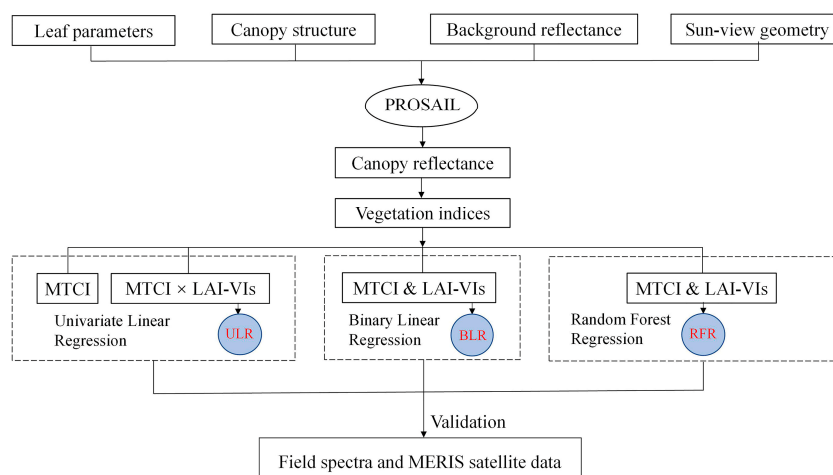 Leaf parameters
Canopy structure
Background reflectance
Sun-view geometry
PROSAIL
Canopy reflectance
Vegetation indices
MTCI
MTCI × LAI-VIs
Univariate Linear
Regression
ULR
MTCI & LAI-VIs
Binary Linear
Regression
BLR
MTCI & LAI-VIs
Random Forest
Regression
RFR
Validation
Field spectra and MERIS satellite data